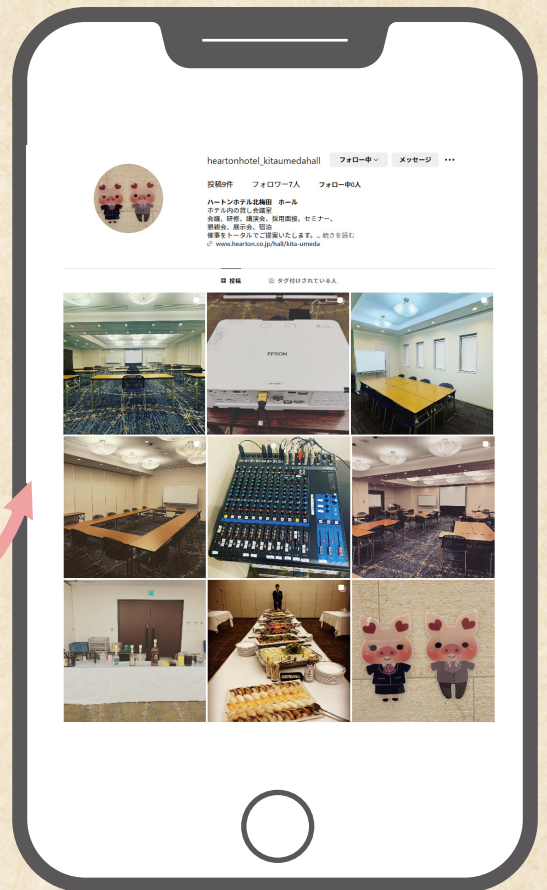 heartonhotel_kitaumedahall フォロー中 メッセージ
投稿9件 フォロワー7人 フォロー中0人
ハートンホテル北梅田 ホール
ホテル内の貸し会議室
会議、研修、講演会、採用面接、セミナー、
懇親会、展示会、宿泊
催事をトータルでご提案いたします。... 続きを読む
www.hearton.co.jp/hall/kita-umeda
投稿 タグ付けされている人
EPSON